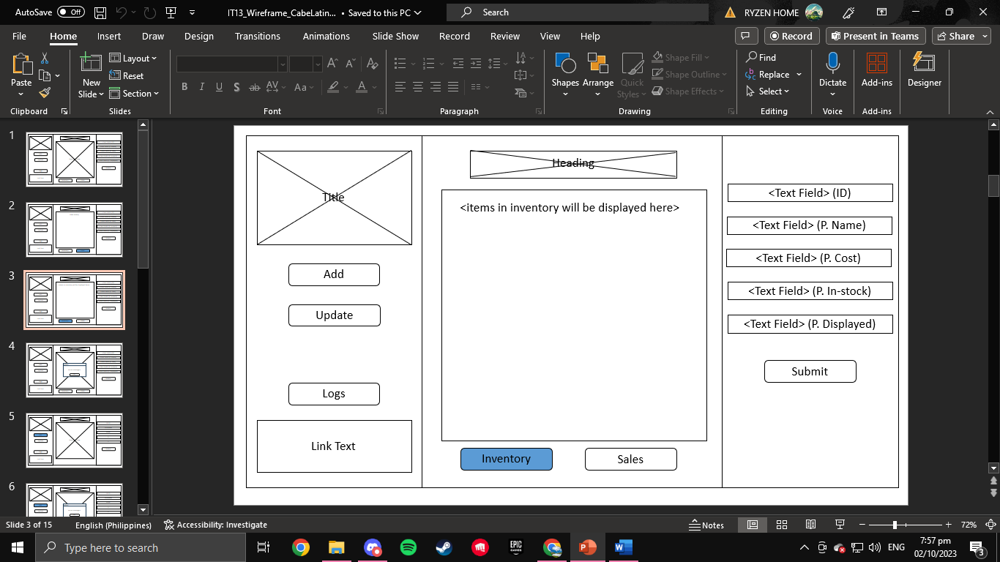 AutoSave Off IT13_Wireframe_CabeLatin... • Saved to this PC Search RYZEN HOME
File Home Insert Draw Design Transitions Animations Slide Show Record Review View Help Record Present in Teams Share
Paste
New
Slide
Layout
Reset
Section
B I U S ab AV Aa A
Shapes
Arrange
Quick
Styles
Shape Fill
Shape Outline
Shape Effects
Find
Replace
Select
Dictate
Add-ins
Designer
Clipboard Slides Font Paragraph Drawing Editing Voice Add-ins
1
2
3
4
5
6
Title
Add
Update
Logs
Link Text
Heading
<items in inventory will be displayed here>
Inventory
Sales
<Text Field> (ID)
<Text Field> (P. Name)
<Text Field> (P. Cost)
<Text Field> (P. In-stock)
<Text Field> (P. Displayed)
Submit
Slide 3 of 15 English (Philippines) Accessibility: Investigate Notes 72%
Type here to search
EPIC
GAMES
ENG
7:57 pm
02/10/2023
3